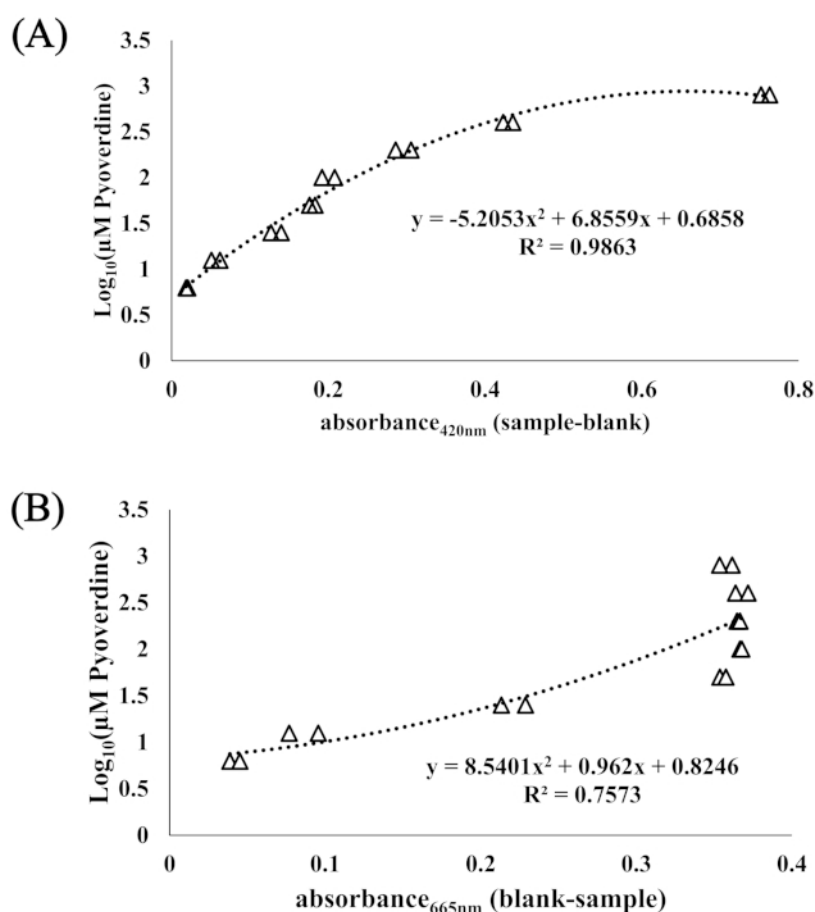 (A)
3.5
3
2.5
2
1.5
1
0.5
0
Log₁₀(µM Pyoverdine)
y = -5.2053x² + 6.8559x + 0.6858
R² = 0.9863
0 0.2 0.4 0.6 0.8
absorbance₄₂₀ₙₘ (sample-blank)
(B)
3.5
3
2.5
2
1.5
1
0.5
0
Log₁₀(µM Pyoverdine)
y = 8.5401x² + 0.962x + 0.8246
R² = 0.7573
0 0.1 0.2 0.3 0.4
absorbance₆₆₅ₙₘ (blank-sample)